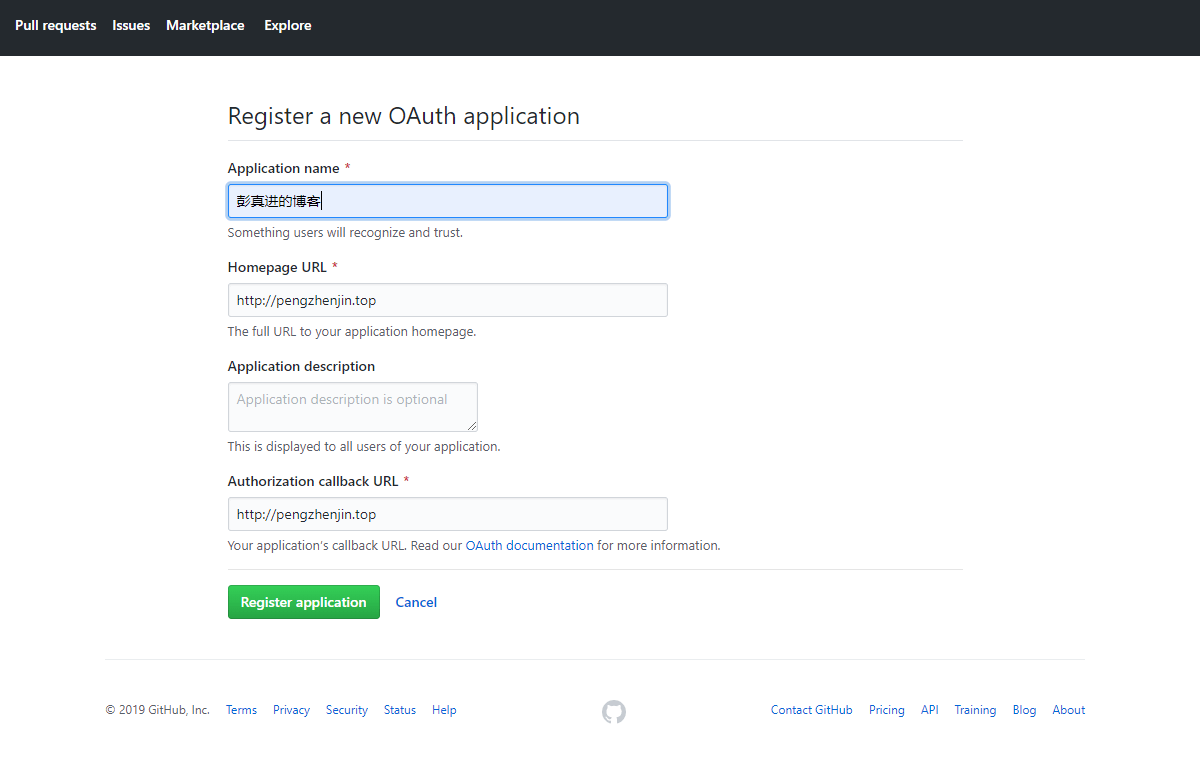 Pull requests Issues Marketplace Explore
Register a new OAuth application
Application name *
彭真进的博客
Something users will recognize and trust.
Homepage URL *
http://pengzhenjin.top
The full URL to your application homepage.
Application description
Application description is optional
This is displayed to all users of your application.
Authorization callback URL *
http://pengzhenjin.top
Your application's callback URL. Read our OAuth documentation for more information.
Register application Cancel
© 2019 GitHub, Inc. Terms Privacy Security Status Help Contact GitHub Pricing API Training Blog About